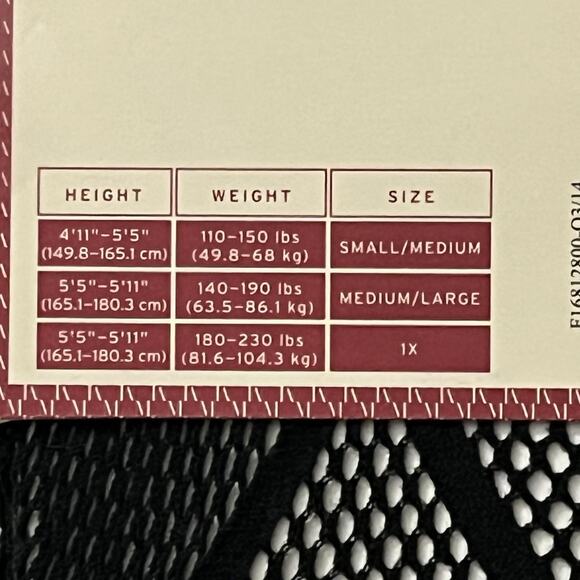 HEIGHT WEIGHT SIZE
4'11"–5'5" 110–150 lbs SMALL/MEDIUM
(149.8–165.1 cm) (49.8–68 kg)
5'5"–5'11" 140–190 lbs MEDIUM/LARGE
(165.1–180.3 cm) (63.5–86.1 kg)
5'5"–5'11" 180–230 lbs 1X
(165.1–180.3 cm) (81.6–104.3 kg)